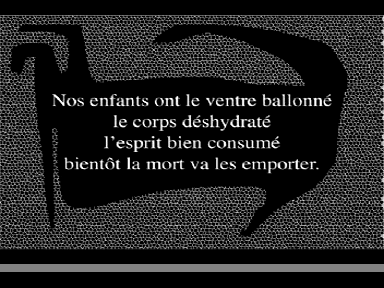 Nos enfants ont le ventre ballonné
le corps déshydraté
l'esprit bien consumé
bientôt la mort va les emporter.